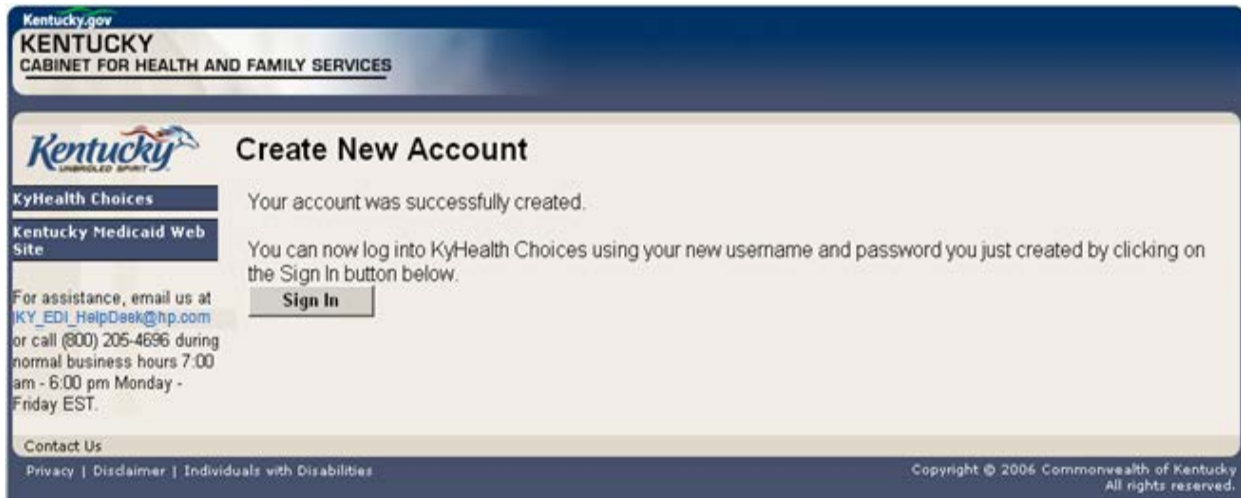 Kentucky.gov
KENTUCKY
CABINET FOR HEALTH AND FAMILY SERVICES
Kentucky
UNBRIDLED SPIRIT
Create New Account
KyHealth Choices
Kentucky Medicaid Web
Site
For assistance, email us at
KY_EDI_HelpDesk@hp.com
or call (800) 205-4696 during
normal business hours 7:00
am - 6:00 pm Monday -
Friday EST.
Your account was successfully created.
You can now log into KyHealth Choices using your new username and password you just created by clicking on
the Sign In button below.
Sign In
Contact Us
Privacy | Disclaimer | Individuals with Disabilities
Copyright © 2006 Commonwealth of Kentucky
All rights reserved.